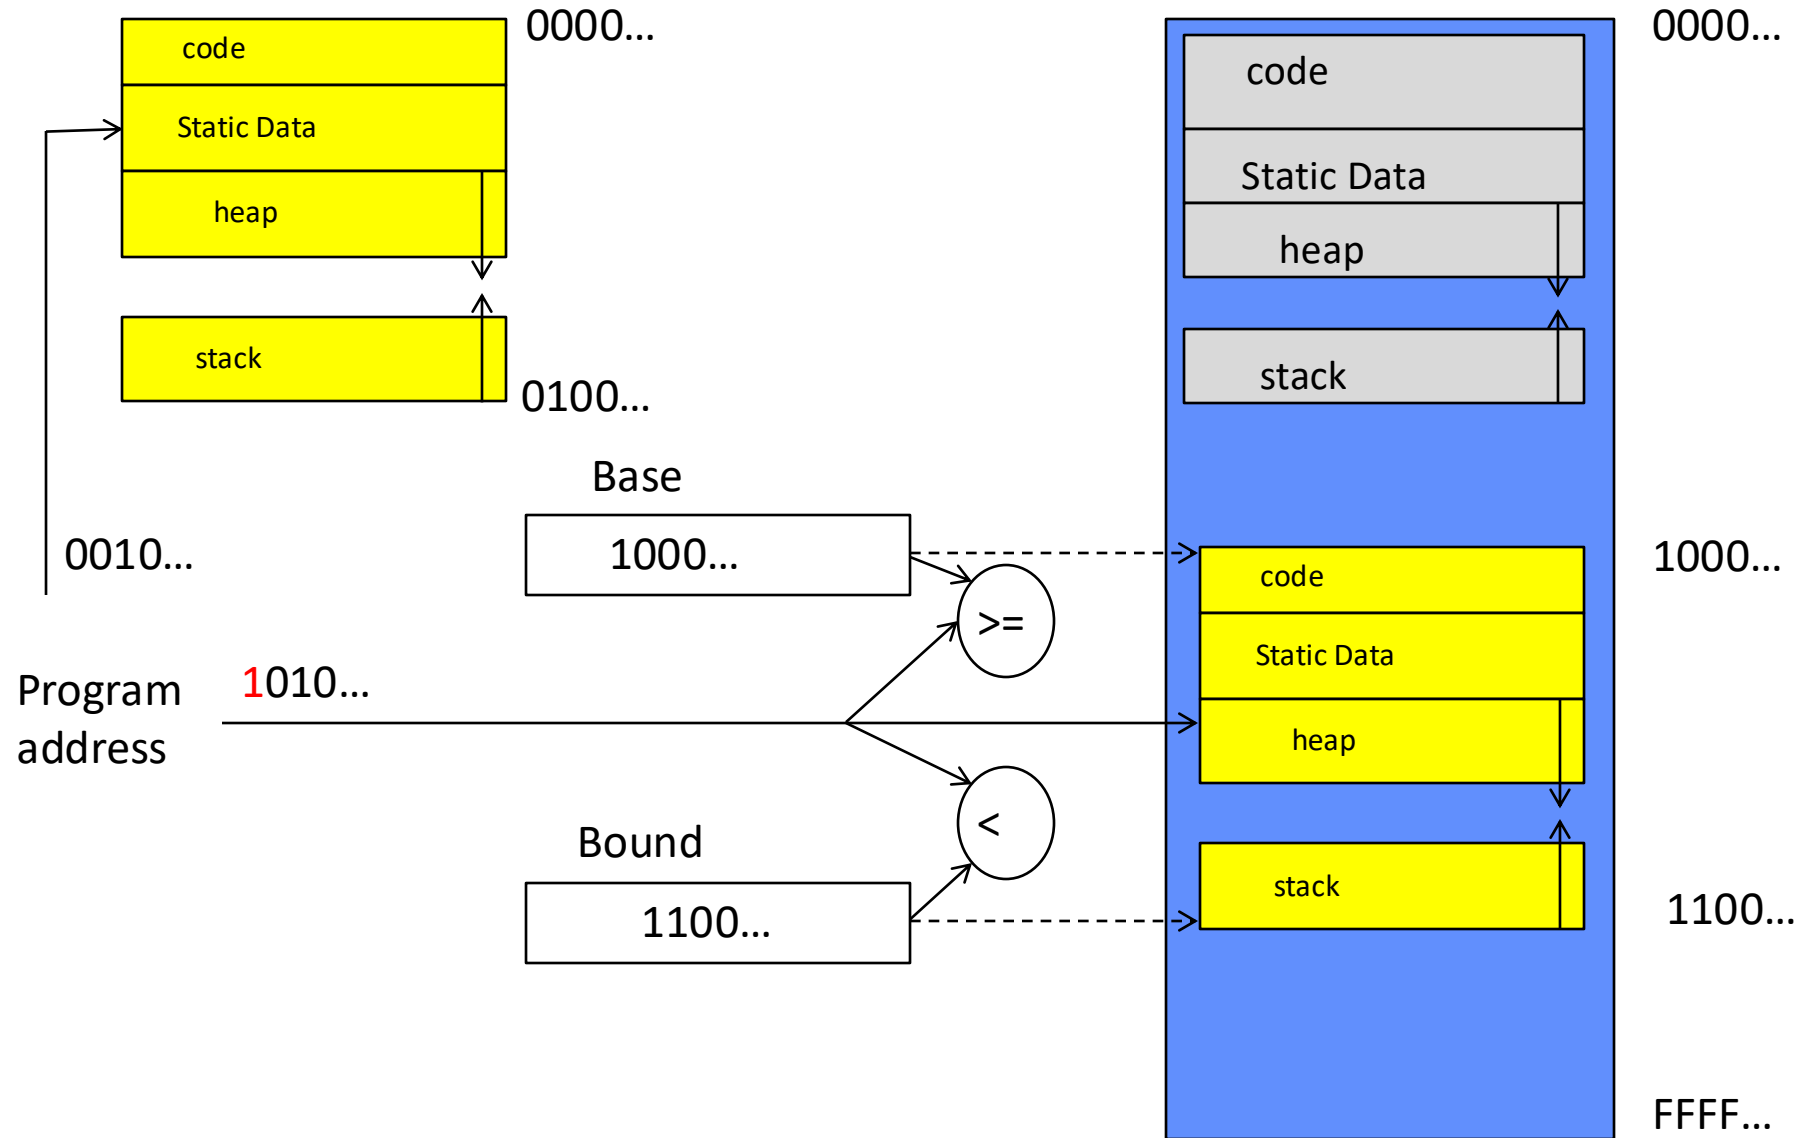 code
0000...
Static Data
heap
stack
0100...
0010...
Base
1000...
>=
Program
address
1010...
<
Bound
1100...
0000...
code
Static Data
heap
stack
1000...
code
Static Data
heap
stack
1100...
FFFF...